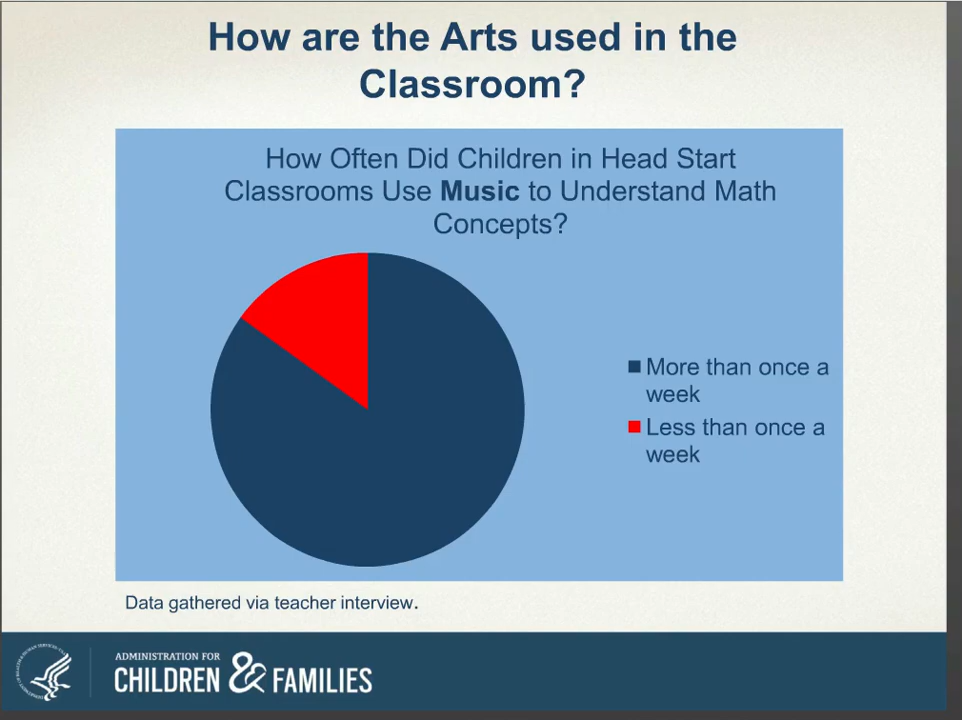 How are the Arts used in the
Classroom?
How Often Did Children in Head Start
Classrooms Use Music to Understand Math
Concepts?
More than once a
week
Less than once a
week
Data gathered via teacher interview.
ADMINISTRATION FOR
CHILDREN & FAMILIES